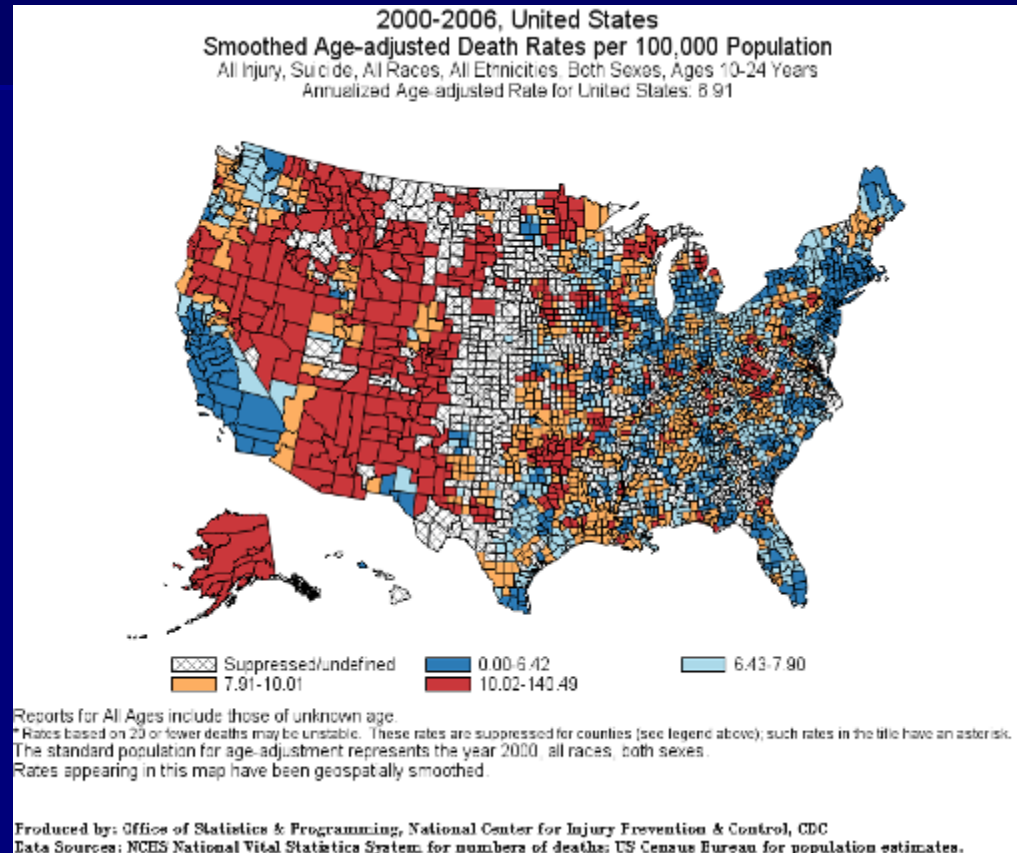 2000-2006, United States
Smoothed Age-adjusted Death Rates per 100,000 Population
All Injury, Suicide, All Races, All Ethnicities, Both Sexes, Ages 10-24 Years
Annualized Age-adjusted Rate for United States: 6.91
Suppressed/undefined
0.00-6.42
6.43-7.90
7.91-10.01
10.02-140.49
Reports for All Ages include those of unknown age.
* Rates based on 20 or fewer deaths may be unstable. These rates are suppressed for counties (see legend above); such rates in the title have an asterisk.
The standard population for age-adjustment represents the year 2000, all races, both sexes.
Rates appearing in this map have been geospatially smoothed.
Produced by: Office of Statistics & Programming, National Center for Injury Prevention & Control, CDC
Data Sources: NCHS National Vital Statistics System for numbers of deaths; US Census Bureau for population estimates.